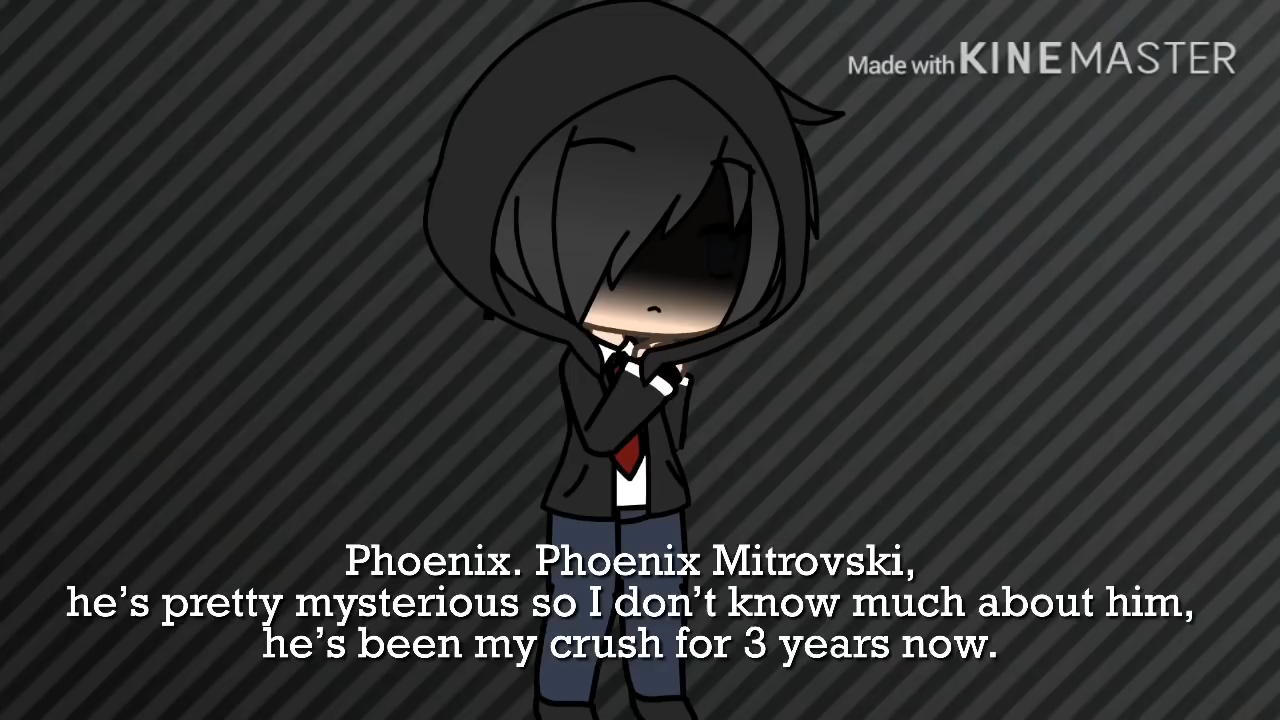 Made with KINEMASTER
Phoenix. Phoenix Mitrovski,
he's pretty mysterious so I don't know much about him,
he's been my crush for 3 years now.